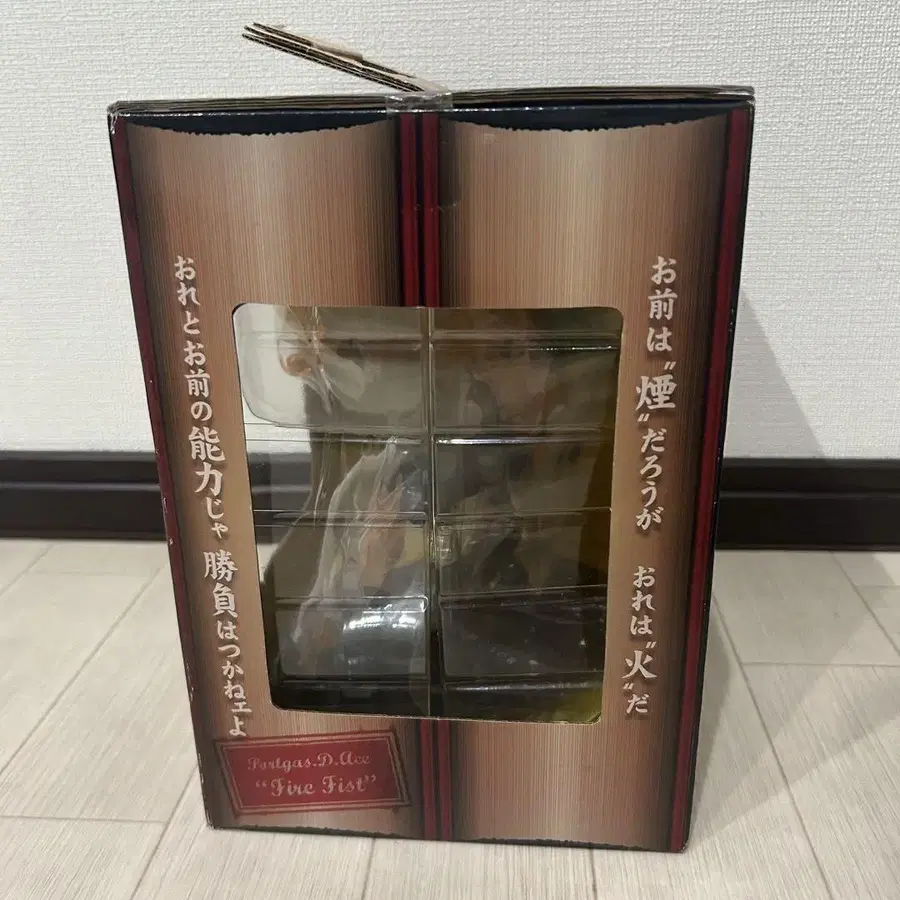 お前は〝煙〟だろうが
おれは〝火〟だ
おれとお前の能力じゃ
勝負はつかねェよ
Portgas.D.Ace
“Fire Fist”